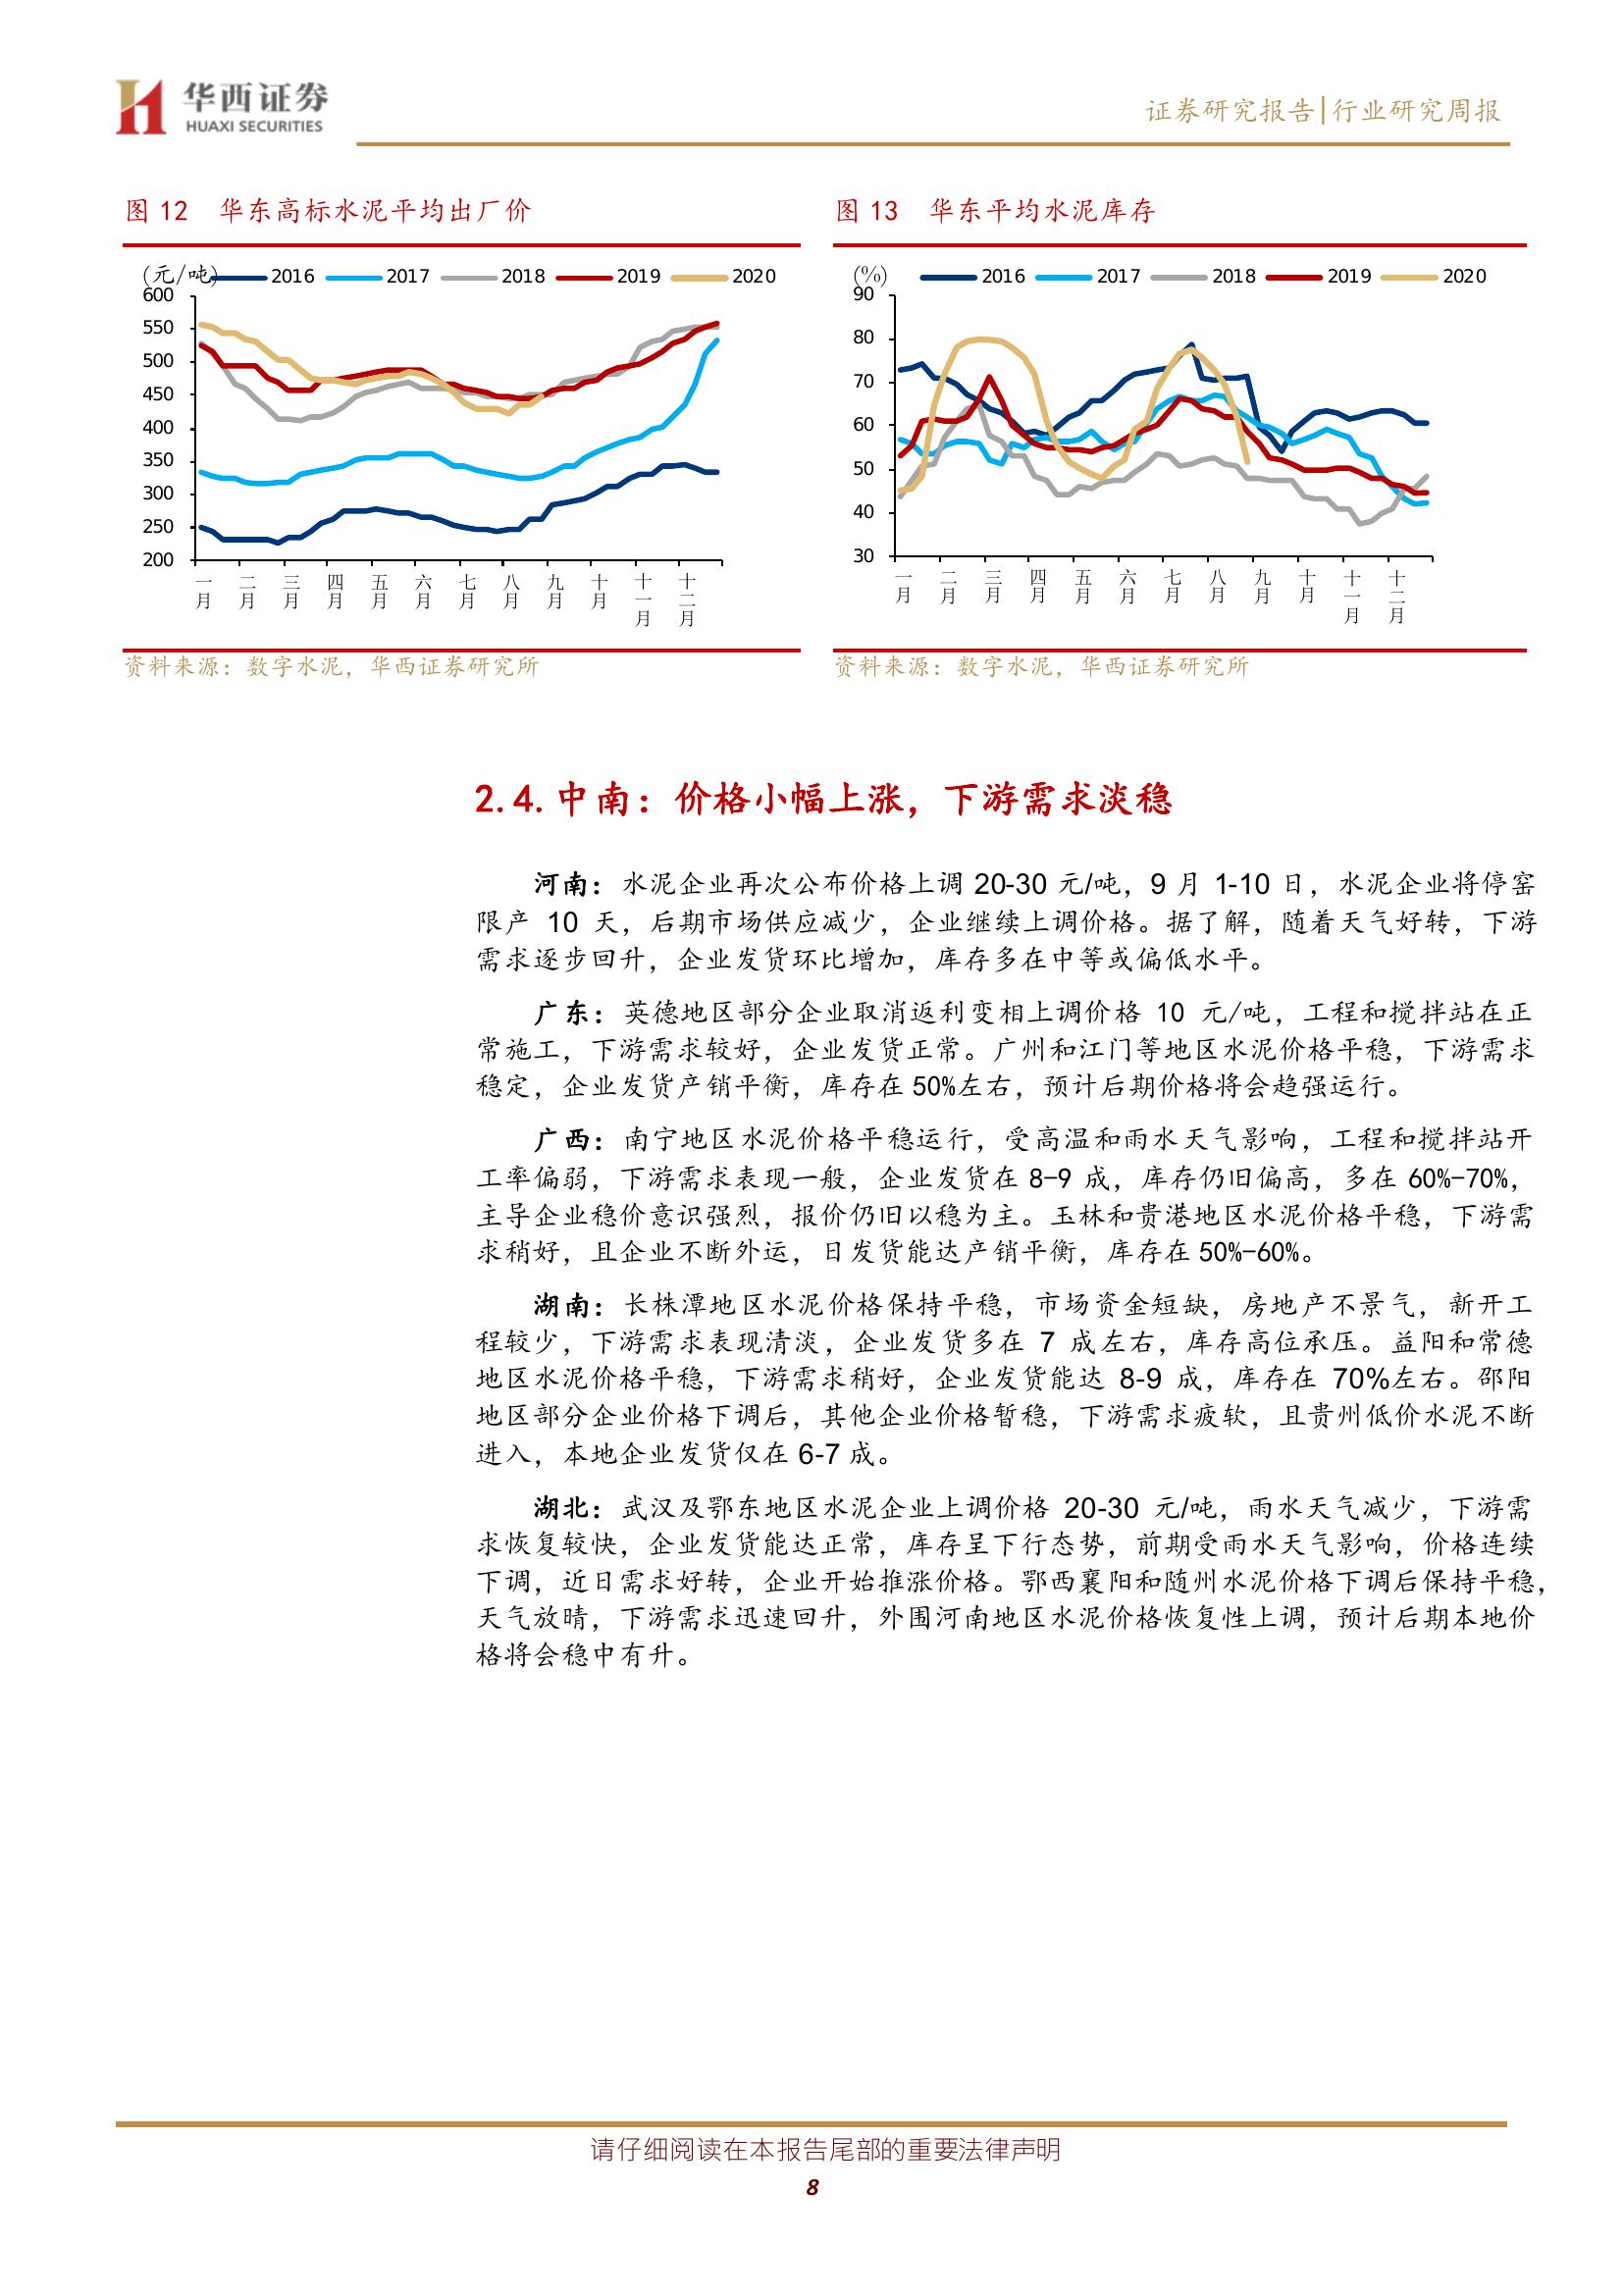 华西证券
HUAXI SECURITIES
证券研究报告|行业研究周报
图 12 华东高标水泥平均出厂价
(元/吨) 2016 2017 2018 2019 2020
600
550
500
450
400
350
300
250
200
一月 二月 三月 四月 五月 六月 七月 八月 九月 十月 十一月 十二月
资料来源：数字水泥，华西证券研究所
图 13 华东平均水泥库存
(%) 2016 2017 2018 2019 2020
90
80
70
60
50
40
30
一月 二月 三月 四月 五月 六月 七月 八月 九月 十月 十一月 十二月
资料来源：数字水泥，华西证券研究所
2.4.中南：价格小幅上涨，下游需求淡稳
河南：水泥企业再次公布价格上调 20-30 元/吨，9 月 1-10 日，水泥企业将停窑
限产 10 天，后期市场供应减少，企业继续上调价格。据了解，随着天气好转，下游
需求逐步回升，企业发货环比增加，库存多在中等或偏低水平。
广东：英德地区部分企业取消返利变相上调价格 10 元/吨，工程和搅拌站在正
常施工，下游需求较好，企业发货正常。广州和江门等地区水泥价格平稳，下游需求
稳定，企业发货产销平衡，库存在 50%左右，预计后期价格将会趋强运行。
广西：南宁地区水泥价格平稳运行，受高温和雨水天气影响，工程和搅拌站开
工率偏弱，下游需求表现一般，企业发货在 8-9 成，库存仍旧偏高，多在 60%-70%，
主导企业稳价意识强烈，报价仍旧以稳为主。玉林和贵港地区水泥价格平稳，下游需
求稍好，且企业不断外运，日发货能达产销平衡，库存在 50%-60%。
湖南：长株潭地区水泥价格保持平稳，市场资金短缺，房地产不景气，新开工
程较少，下游需求表现清淡，企业发货多在 7 成左右，库存高位承压。益阳和常德
地区水泥价格平稳，下游需求稍好，企业发货能达 8-9 成，库存在 70%左右。邵阳
地区部分企业价格下调后，其他企业价格暂稳，下游需求疲软，且贵州低价水泥不断
进入，本地企业发货仅在 6-7 成。
湖北：武汉及鄂东地区水泥企业上调价格 20-30 元/吨，雨水天气减少，下游需
求恢复较快，企业发货能达正常，库存呈下行态势，前期受雨水天气影响，价格连续
下调，近日需求好转，企业开始推涨价格。鄂西襄阳和随州水泥价格下调后保持平稳，
天气放晴，下游需求迅速回升，外围河南地区水泥价格恢复性上调，预计后期本地价
格将会稳中有升。
请仔细阅读在本报告尾部的重要法律声明
8